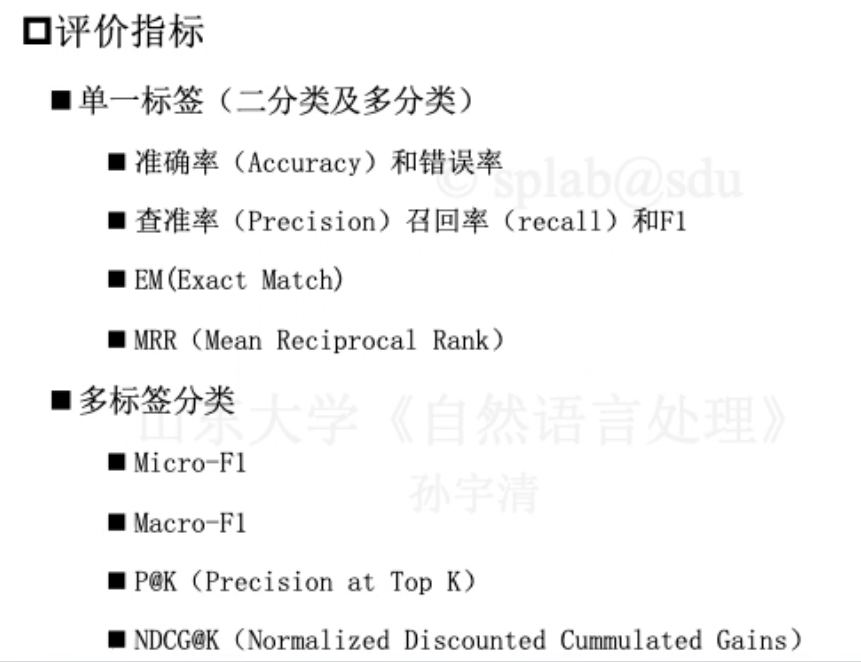 评价指标
单一标签（二分类及多分类）
准确率（Accuracy）和错误率
© splab@sdu
查准率（Precision）召回率（recall）和F1
EM(Exact Match)
MRR（Mean Reciprocal Rank）
多标签分类
山东大学《自然语言处理》
Micro-F1
孙宇清
Macro-F1
P@K（Precision at Top K）
NDCG@K（Normalized Discounted Cummulated Gains）